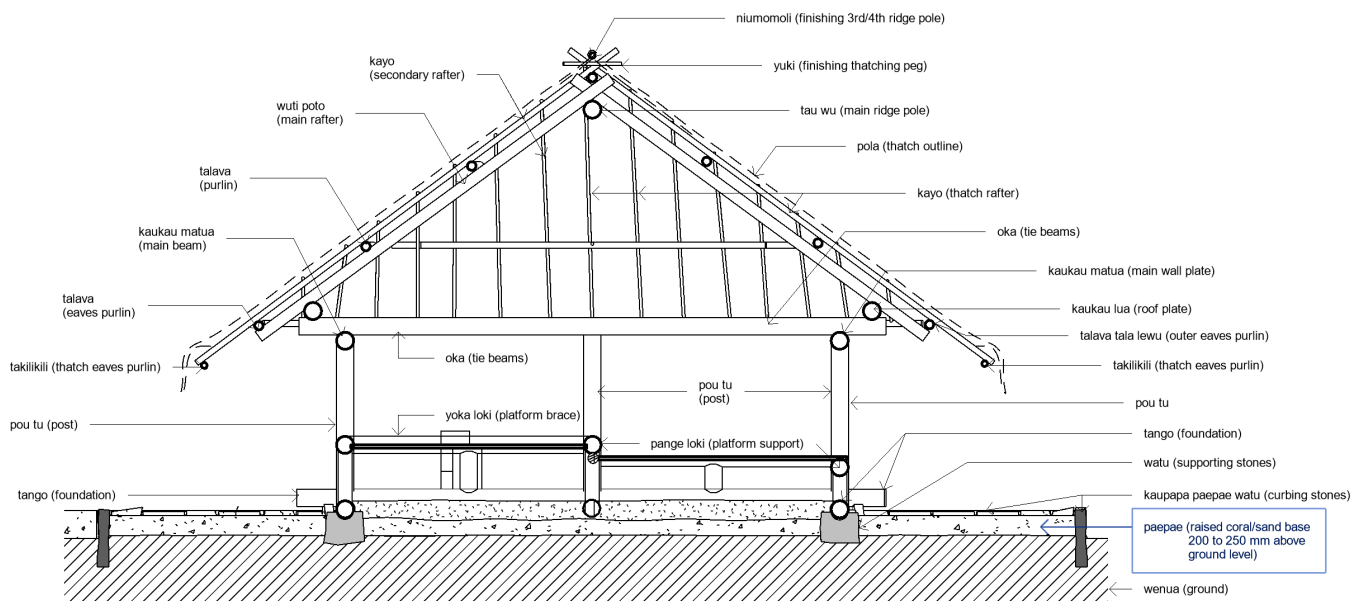 niumomoli (finishing 3rd/4th ridge pole)
kayo
(secondary rafter)
yuki (finishing thatching peg)
wuti poto
(main rafter)
tau wu (main ridge pole)
pola (thatch outline)
talava
(purlin)
kayo (thatch rafter)
kaukau matua
(main beam)
oka (tie beams)
kaukau matua (main wall plate)
talava
(eaves purlin)
kaukau lua (roof plate)
talava tala lewu (outer eaves purlin)
takilikili (thatch eaves purlin)
oka (tie beams)
takilikili (thatch eaves purlin)
pou tu
(post)
pou tu
pou tu (post)
yoka loki (platform brace)
pange loki (platform support)
tango (foundation)
watu (supporting stones)
tango (foundation)
kaupapa paepae watu (curbing stones)
paepae (raised coral/sand base
200 to 250 mm above
ground level)
wenua (ground)